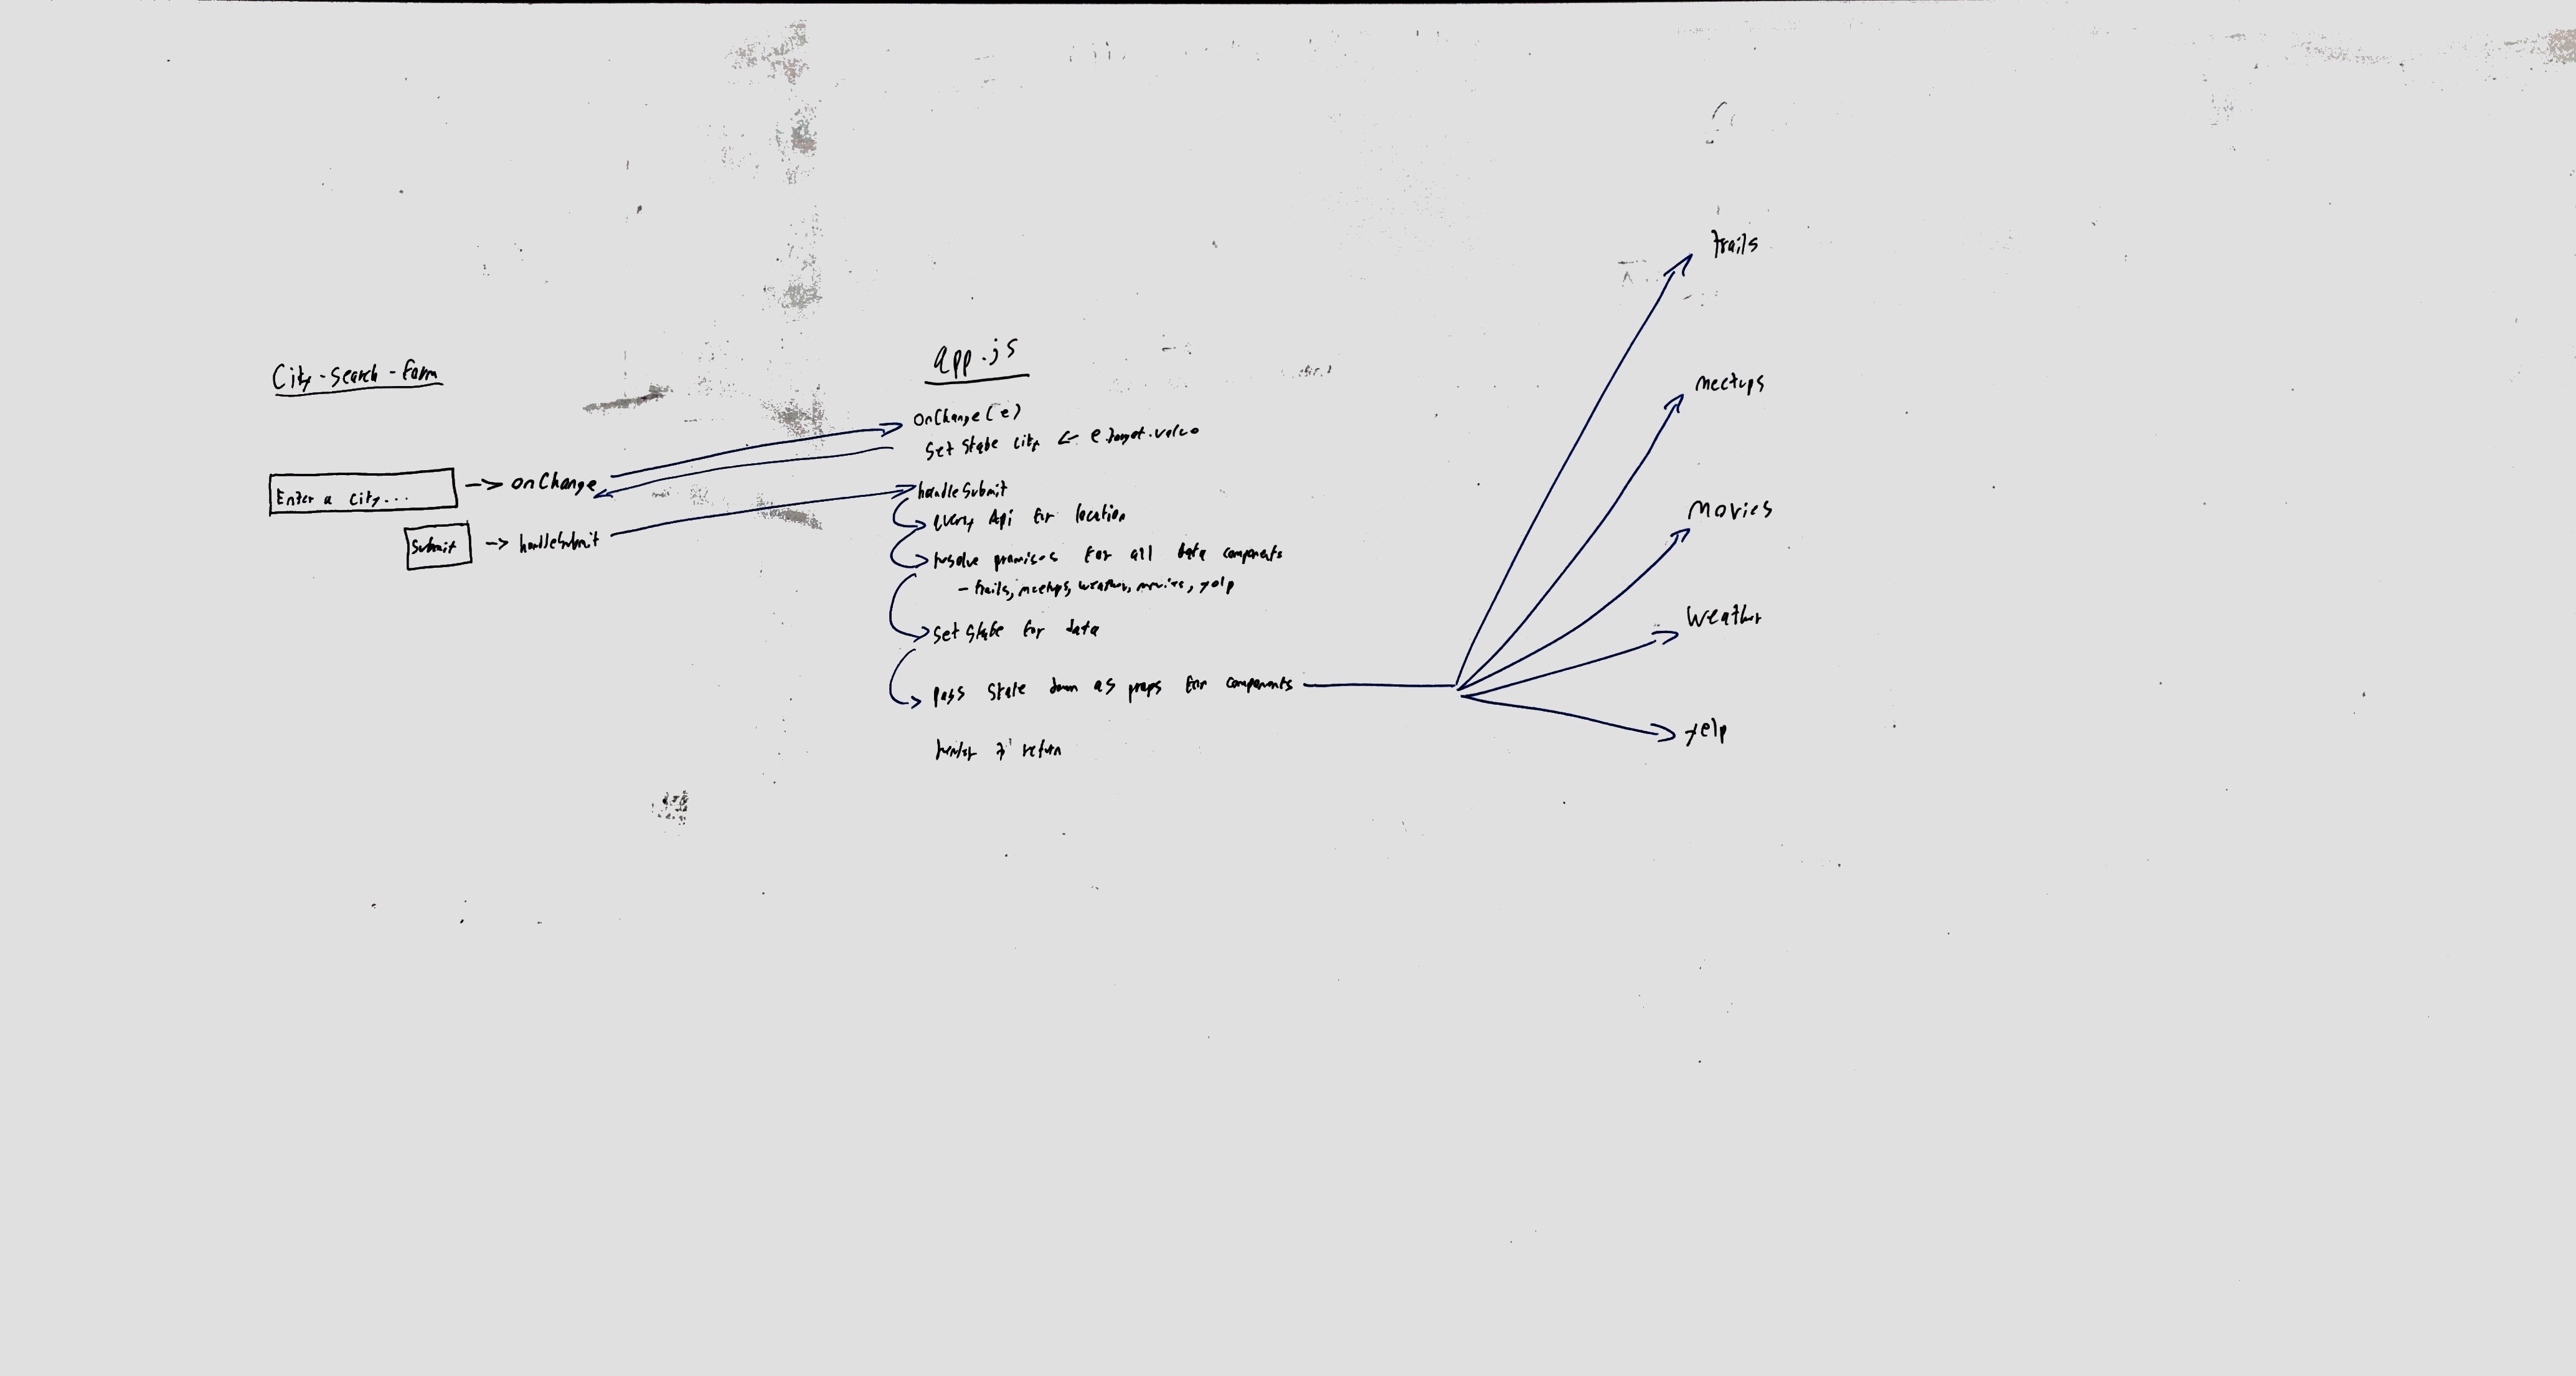 City-Search-Form
Enter a City...
-> onChange
Submit
-> handleSubmit
app.js
onChange(e)
Set State City <- e.target.value
handleSubmit
query Api for location
resolve promises for all data components
- trails, meetups, weather, movies, yelp
Set State for data
pass State down as props for components
render return
trails
meetups
Movies
Weather
yelp